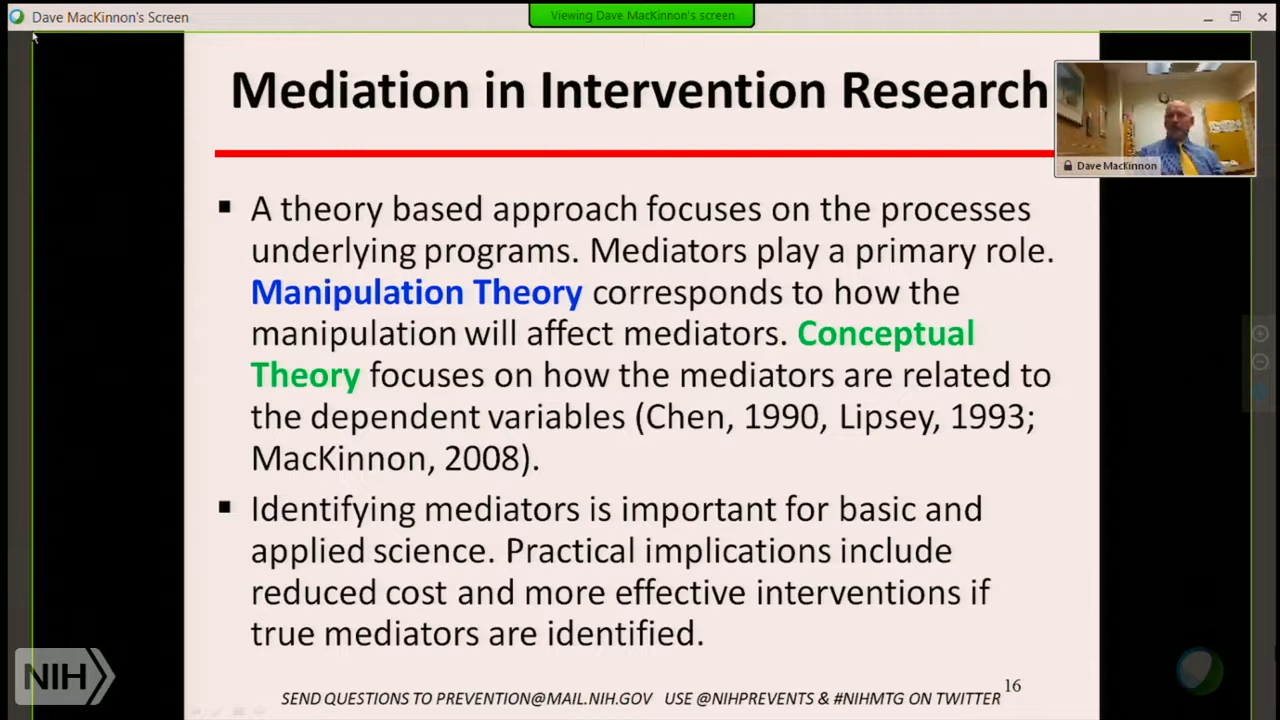 Dave MacKinnon's Screen
Viewing Dave MacKinnon's screen
Mediation in Intervention Research
Dave MacKinnon
▪ A theory based approach focuses on the processes
underlying programs. Mediators play a primary role.
Manipulation Theory corresponds to how the
manipulation will affect mediators. Conceptual
Theory focuses on how the mediators are related to
the dependent variables (Chen, 1990, Lipsey, 1993;
MacKinnon, 2008).
▪ Identifying mediators is important for basic and
applied science. Practical implications include
reduced cost and more effective interventions if
true mediators are identified.
NIH
16
SEND QUESTIONS TO PREVENTION@MAIL.NIH.GOV USE @NIHPREVENTS & #NIHMTG ON TWITTER